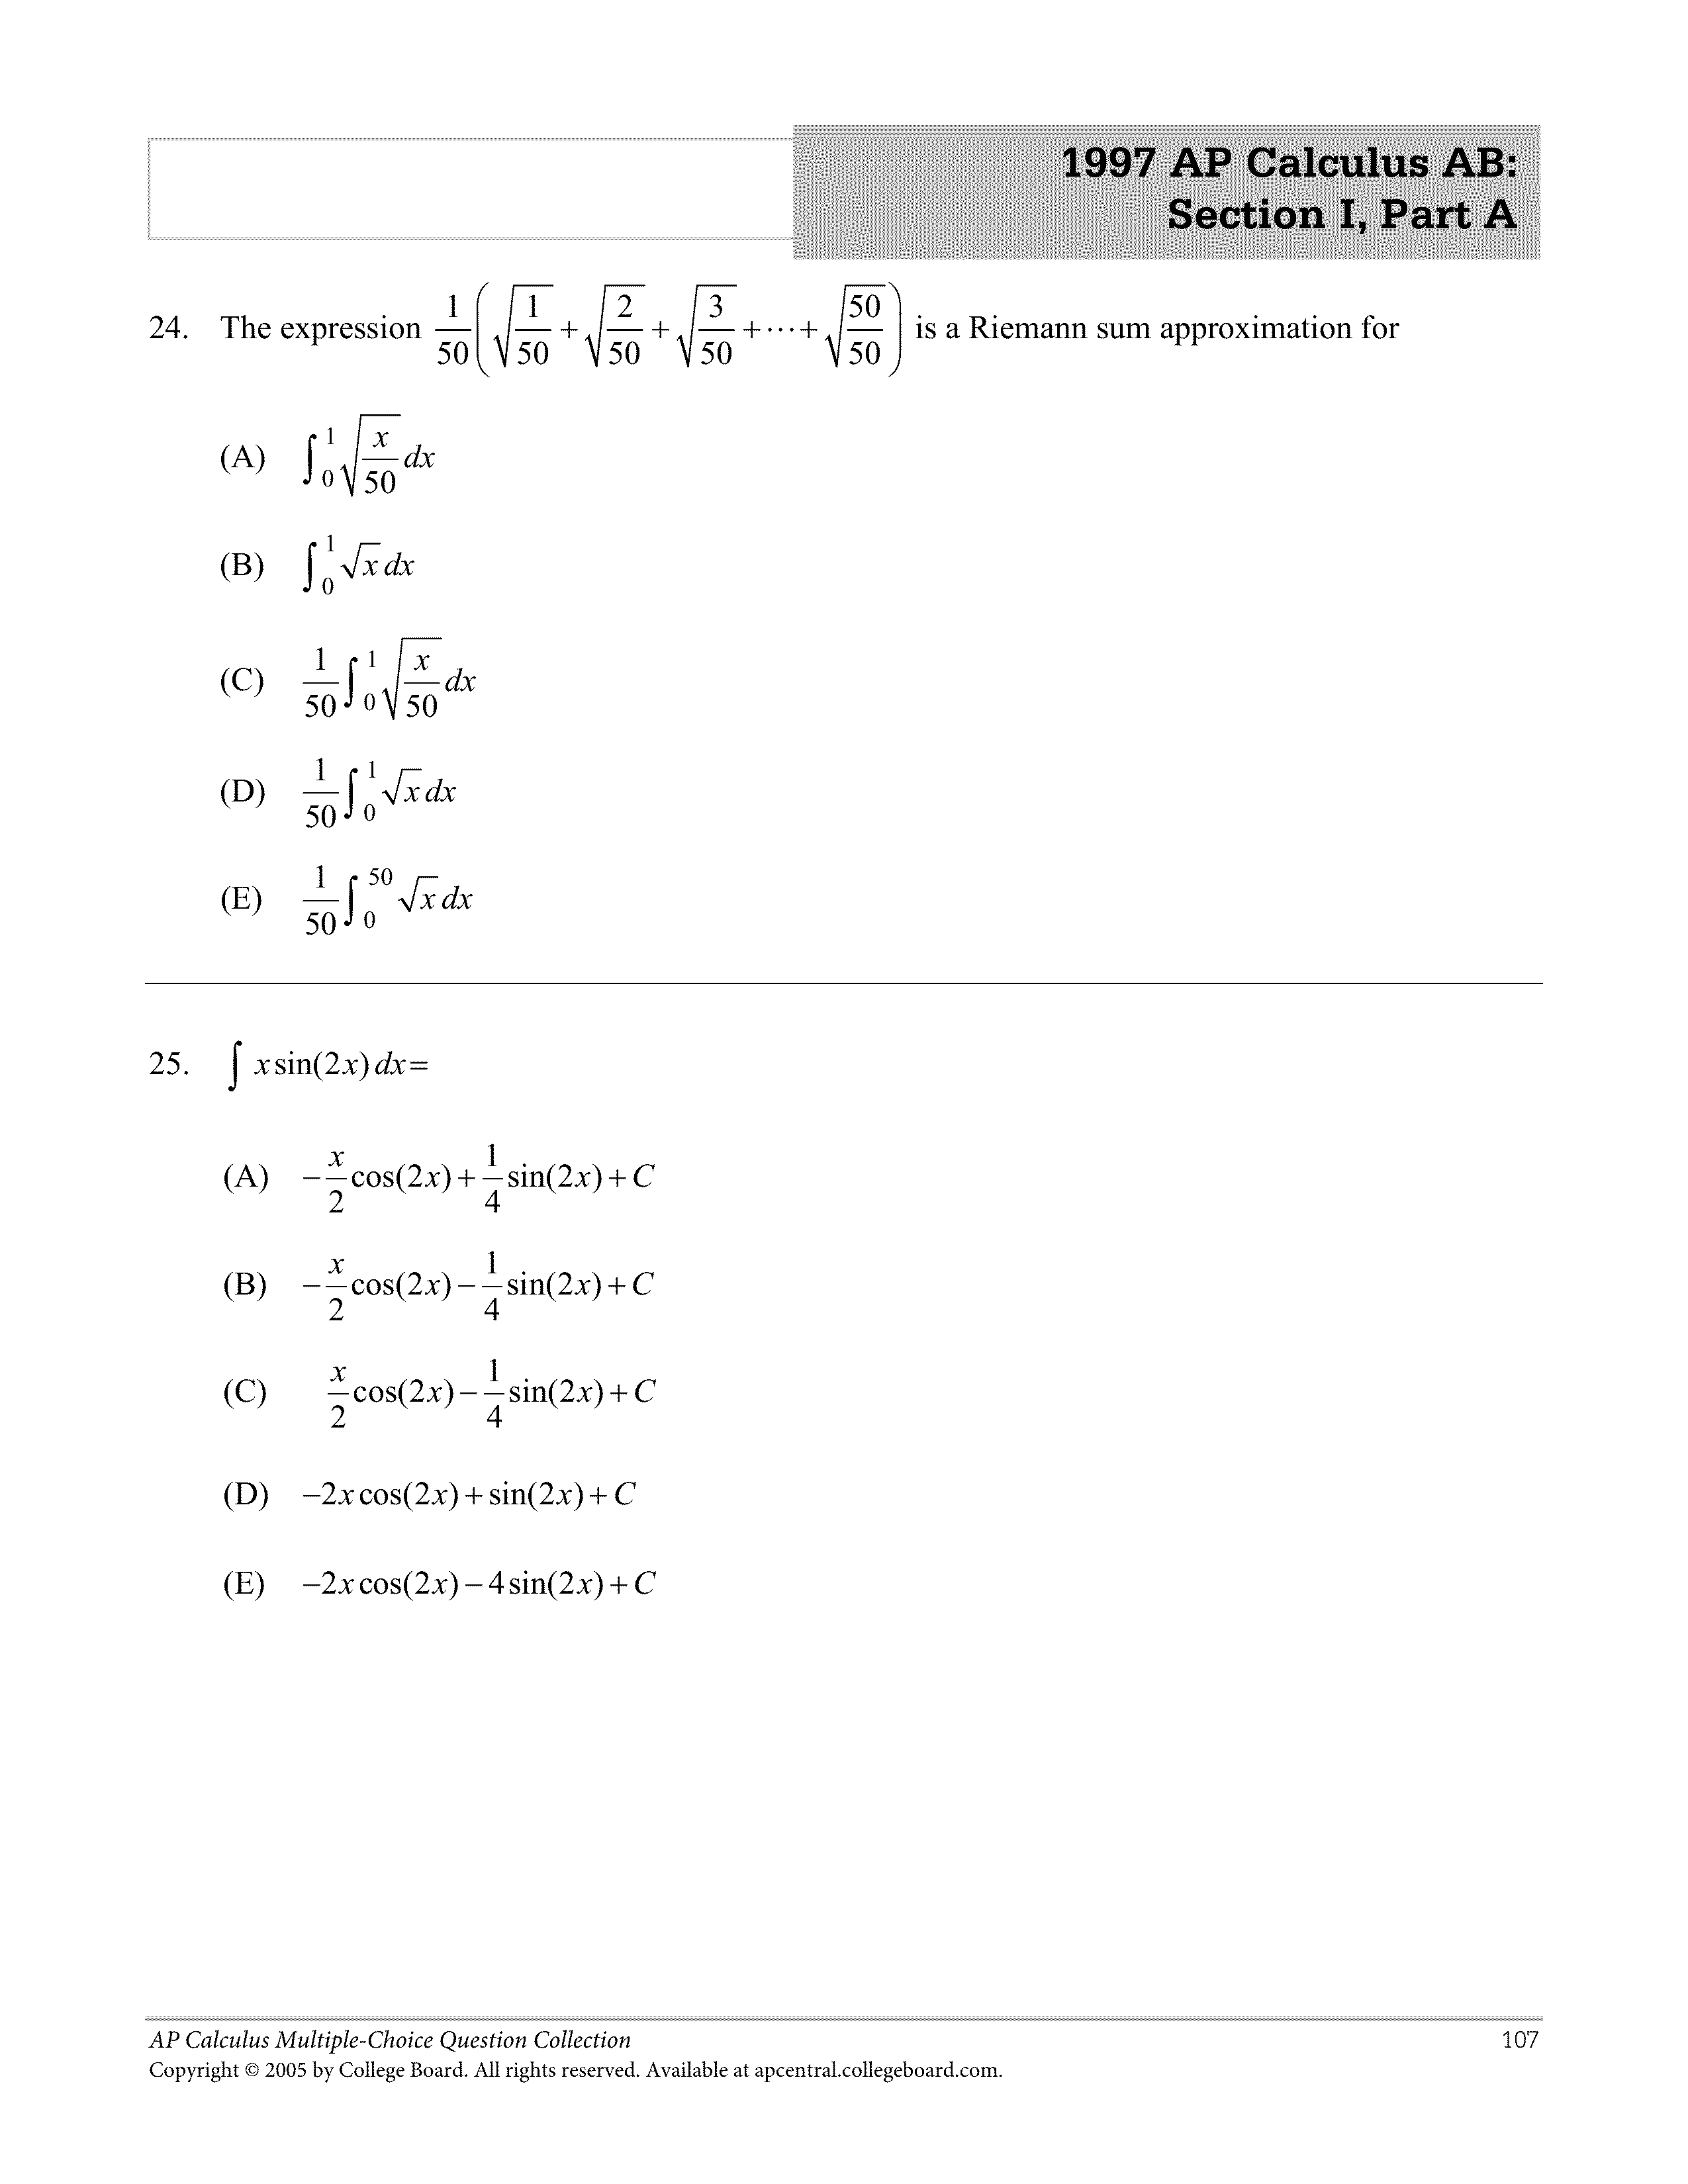 1997 AP Calculus AB:
Section I, Part A
24. The expression $\frac{1}{50}\left(\sqrt{\frac{1}{50}}+\sqrt{\frac{2}{50}}+\sqrt{\frac{3}{50}}+\cdots+\sqrt{\frac{50}{50}}\right)$ is a Riemann sum approximation for
(A) $\int_0^1 \sqrt{\frac{x}{50}}\,dx$
(B) $\int_0^1 \sqrt{x}\,dx$
(C) $\frac{1}{50}\int_0^1 \sqrt{\frac{x}{50}}\,dx$
(D) $\frac{1}{50}\int_0^1 \sqrt{x}\,dx$
(E) $\frac{1}{50}\int_0^{50} \sqrt{x}\,dx$
25. $\int x\sin(2x)\,dx=$
(A) $-\frac{x}{2}\cos(2x)+\frac{1}{4}\sin(2x)+C$
(B) $-\frac{x}{2}\cos(2x)-\frac{1}{4}\sin(2x)+C$
(C) $\frac{x}{2}\cos(2x)-\frac{1}{4}\sin(2x)+C$
(D) $-2x\cos(2x)+\sin(2x)+C$
(E) $-2x\cos(2x)-4\sin(2x)+C$
AP Calculus Multiple-Choice Question Collection 107
Copyright © 2005 by College Board. All rights reserved. Available at apcentral.collegeboard.com.